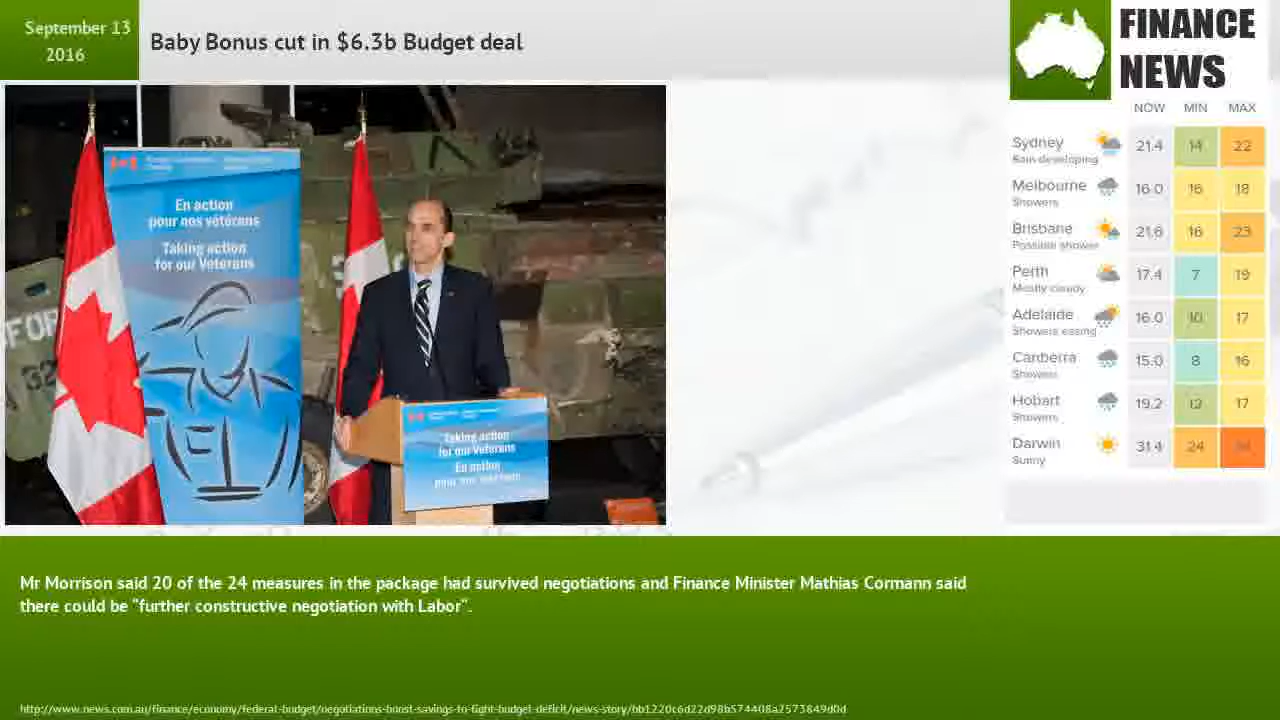 September 13
2016
Baby Bonus cut in $6.3b Budget deal
FINANCE
NEWS
NOW MIN MAX
Sydney 21.4 14 22
Rain developing
Melbourne 16.0 16 18
Showers
Brisbane 21.6 16 23
Possible shower
Perth 17.4 7 19
Mostly cloudy
Adelaide 16.0 10 17
Showers easing
Canberra 15.0 8 16
Showers
Hobart 19.2 12 17
Showers
Darwin 31.4 24
Sunny
En action
pour nos vétérans
Taking action
for our Veterans
Taking action
for our Veterans
En action
pour nos vétérans
32
Mr Morrison said 20 of the 24 measures in the package had survived negotiations and Finance Minister Mathias Cormann said
there could be "further constructive negotiation with Labor".
http://www.news.com.au/finance/economy/federal-budget/negotiations-boost-savings-to-fight-budget-deficit/news-story/bb1220c6d22d98b574408a2573849d0d